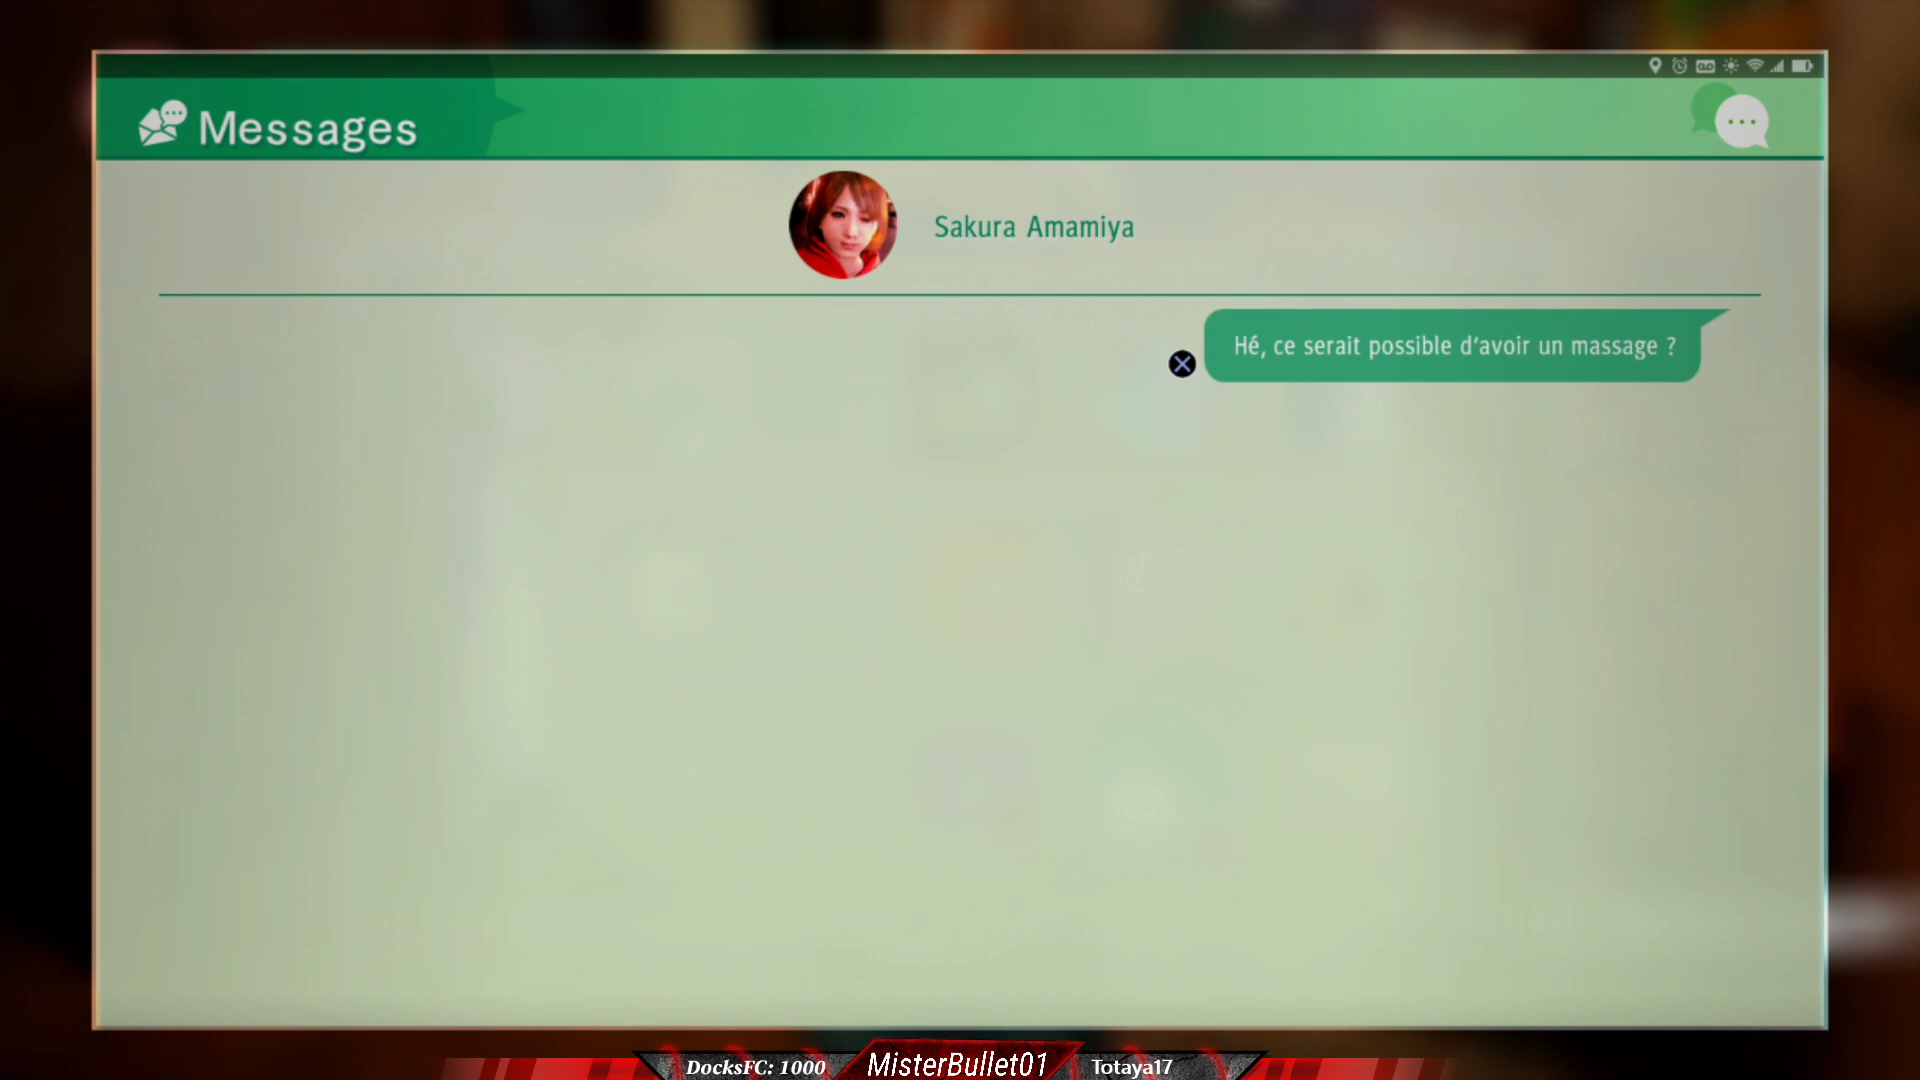 Messages
Sakura Amamiya
Hé, ce serait possible d'avoir un massage ?
DocksFC: 1000
MisterBullet01
Totaya17